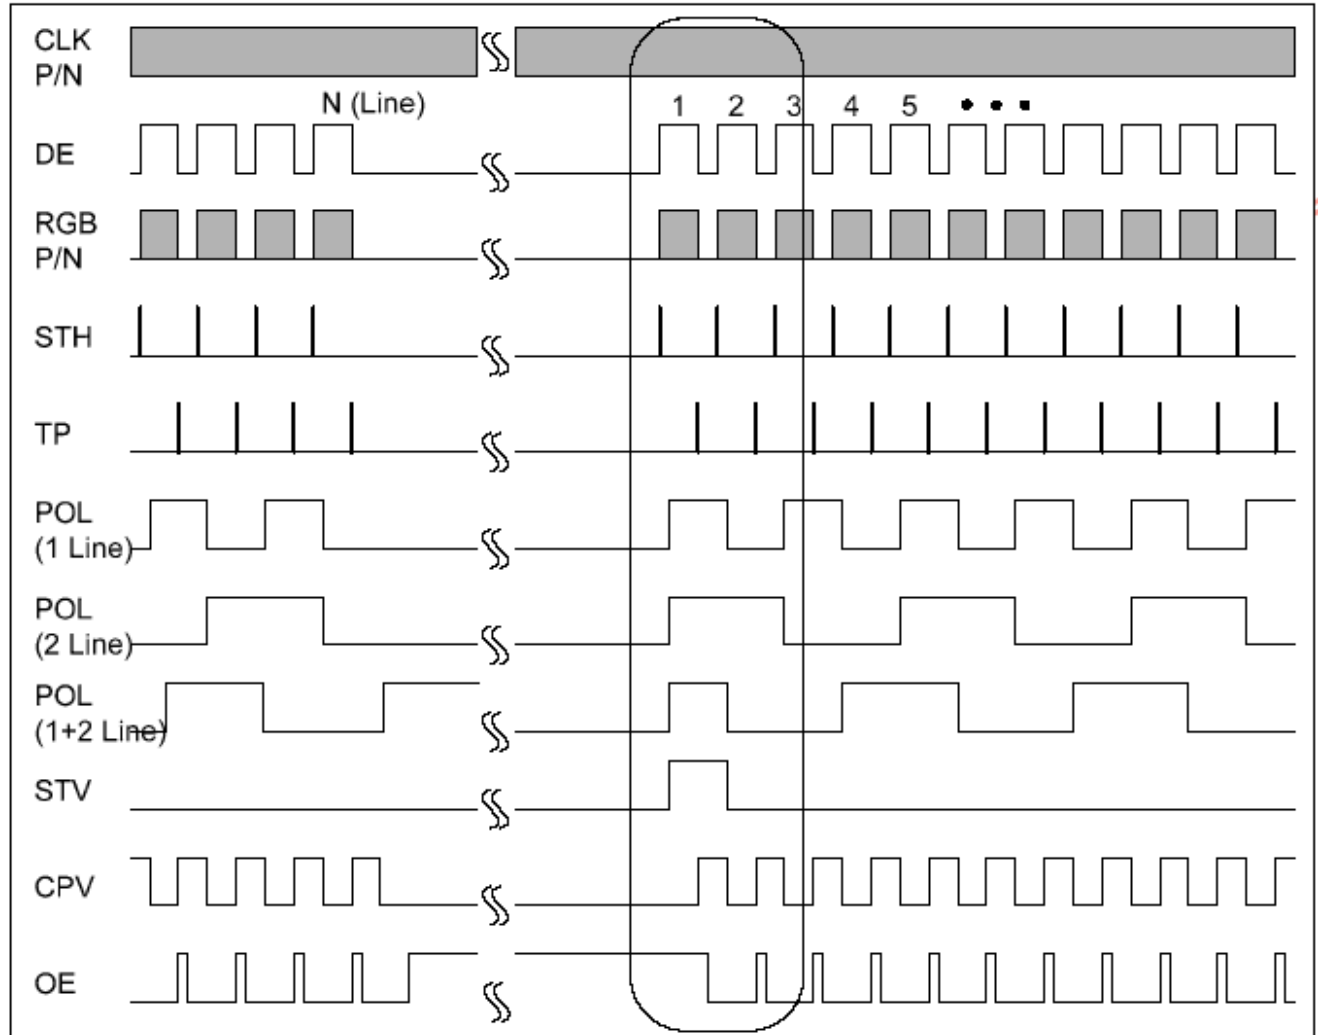 CLK
P/N
N (Line)
1 2 3 4 5 • • •
DE
RGB
P/N
STH
TP
POL
(1 Line)
POL
(2 Line)
POL
(1+2 Line)
STV
CPV
OE